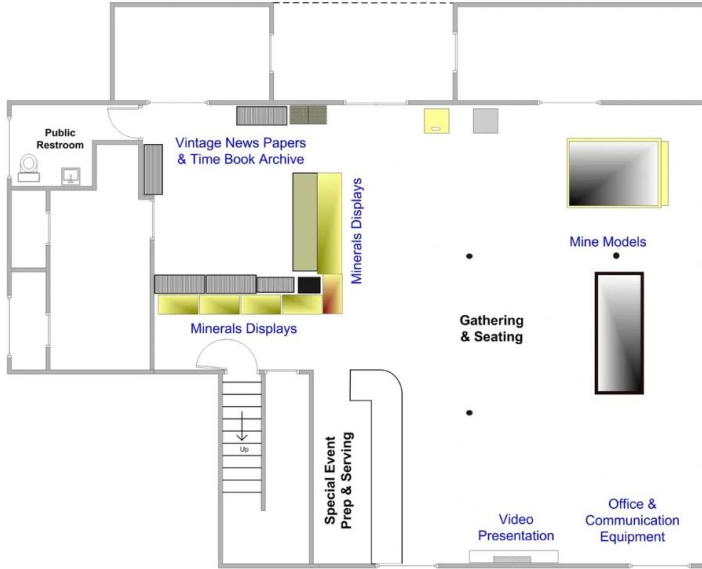 Public
Restroom
Vintage News Papers
& Time Book Archive
Minerals Displays
Mine Models
Minerals Displays
Gathering
& Seating
Up
Special Event
Prep & Serving
Video
Presentation
Office &
Communication
Equipment